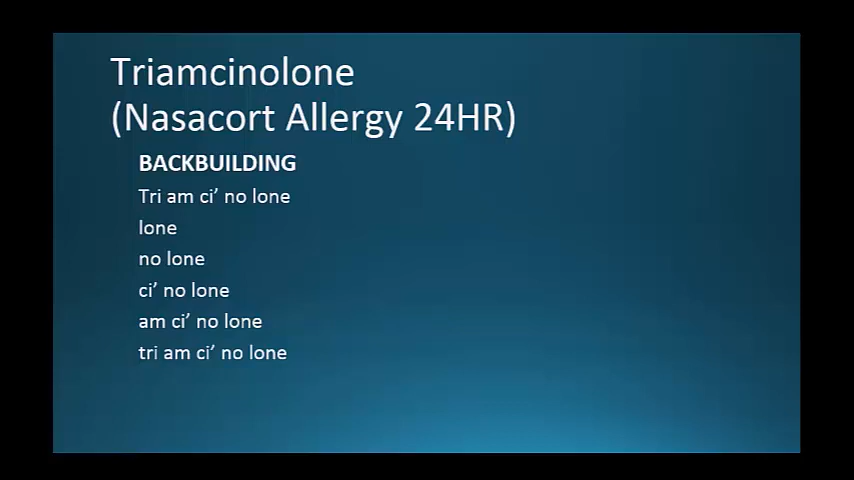 Triamcinolone
(Nasacort Allergy 24HR)
BACKBUILDING
Tri am ci’ no lone
lone
no lone
ci’ no lone
am ci’ no lone
tri am ci’ no lone